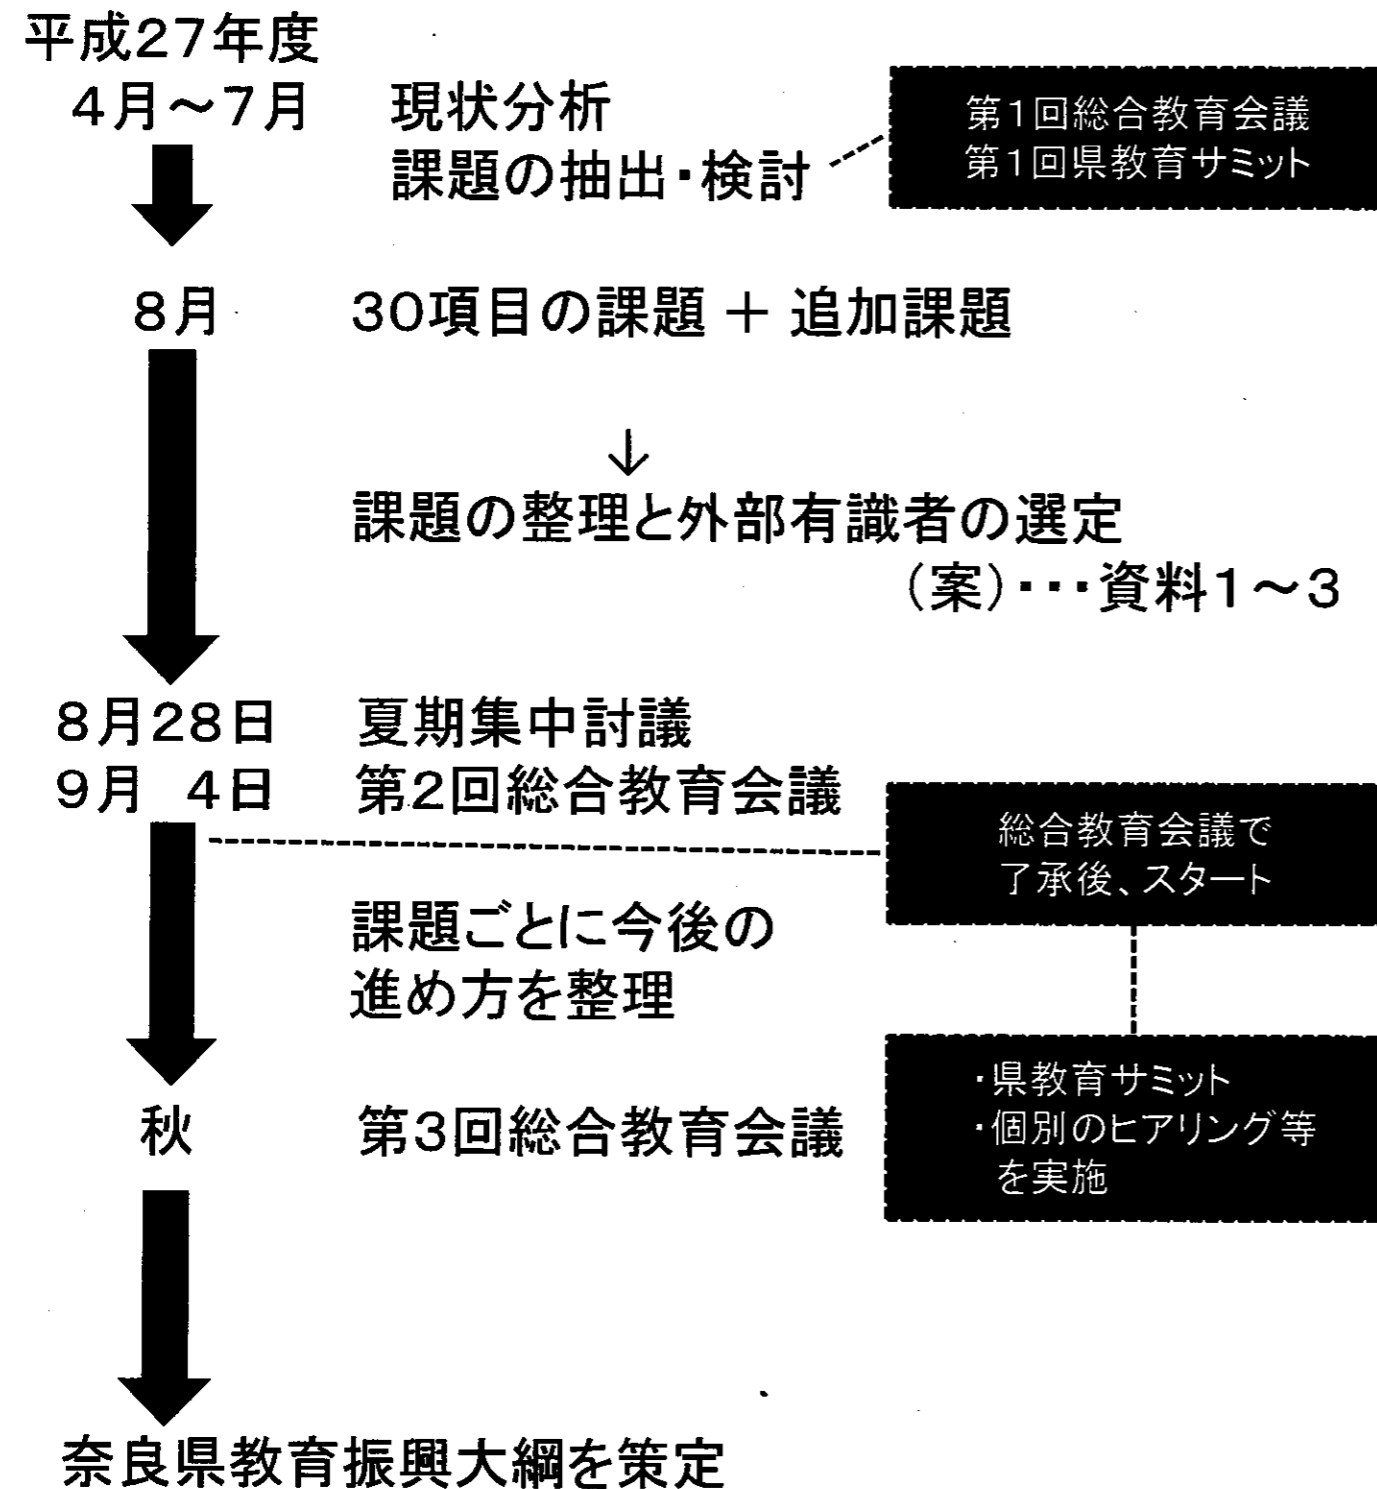 平成27年度
4月～7月　現状分析
課題の抽出・検討
第1回総合教育会議
第1回県教育サミット
8月　30項目の課題 ＋ 追加課題
↓
課題の整理と外部有識者の選定
（案）・・・資料1～3
8月28日　夏期集中討議
9月　4日　第2回総合教育会議
総合教育会議で
了承後、スタート
課題ごとに今後の
進め方を整理
・県教育サミット
・個別のヒアリング等
を実施
秋　第3回総合教育会議
奈良県教育振興大綱を策定